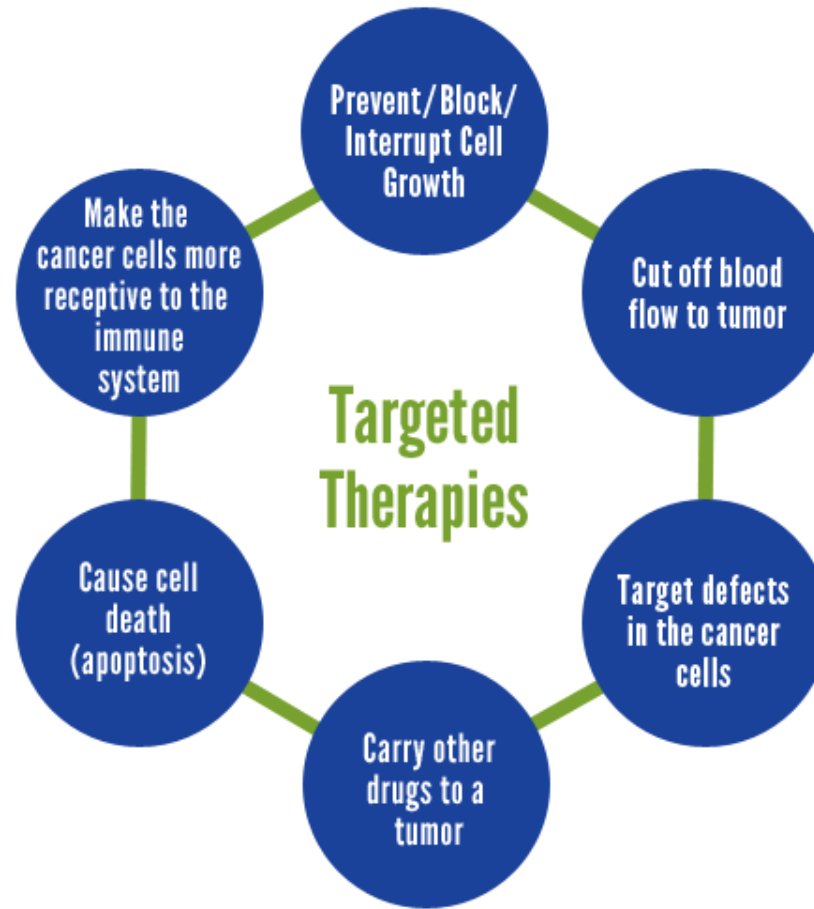 Prevent/Block/
Interrupt Cell
Growth
Cut off blood
flow to tumor
Target defects
in the cancer
cells
Carry other
drugs to a
tumor
Cause cell
death
(apoptosis)
Make the
cancer cells more
receptive to the
immune
system
Targeted
Therapies